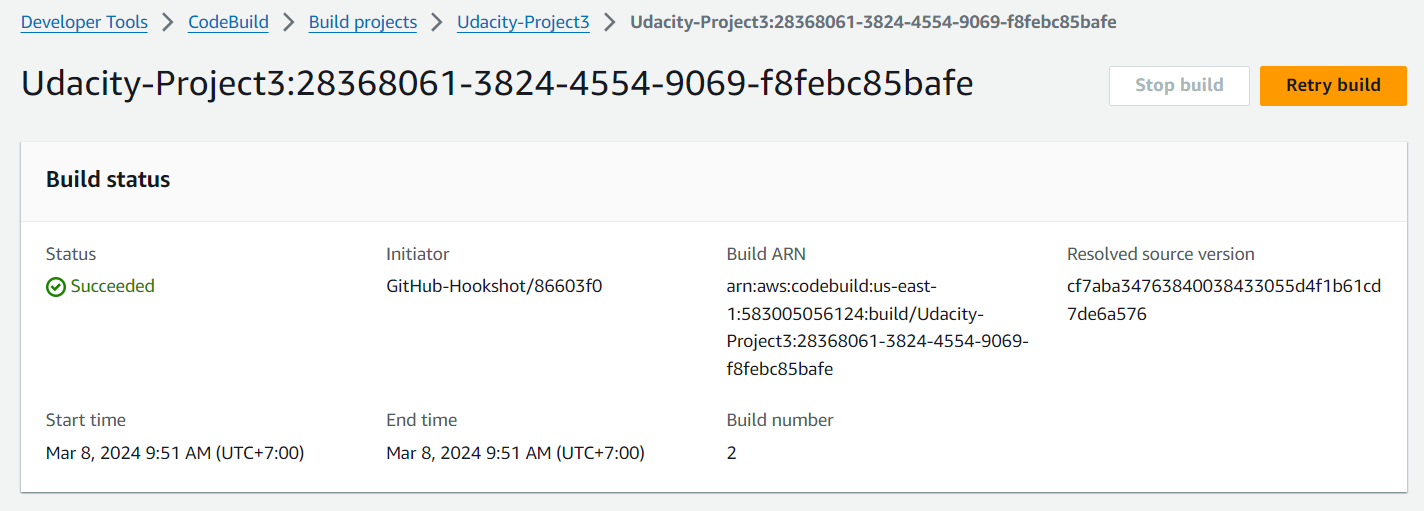 Developer Tools > CodeBuild > Build projects > Udacity-Project3 > Udacity-Project3:28368061-3824-4554-9069-f8febc85bafe
Udacity-Project3:28368061-3824-4554-9069-f8febc85bafe
Stop build
Retry build
Build status
Status
Succeeded
Initiator
GitHub-Hookshot/86603f0
Build ARN
arn:aws:codebuild:us-east-
1:583005056124:build/Udacity-
Project3:28368061-3824-4554-9069-
f8febc85bafe
Resolved source version
cf7aba34763840038433055d4f1b61cd
7de6a576
Start time
Mar 8, 2024 9:51 AM (UTC+7:00)
End time
Mar 8, 2024 9:51 AM (UTC+7:00)
Build number
2